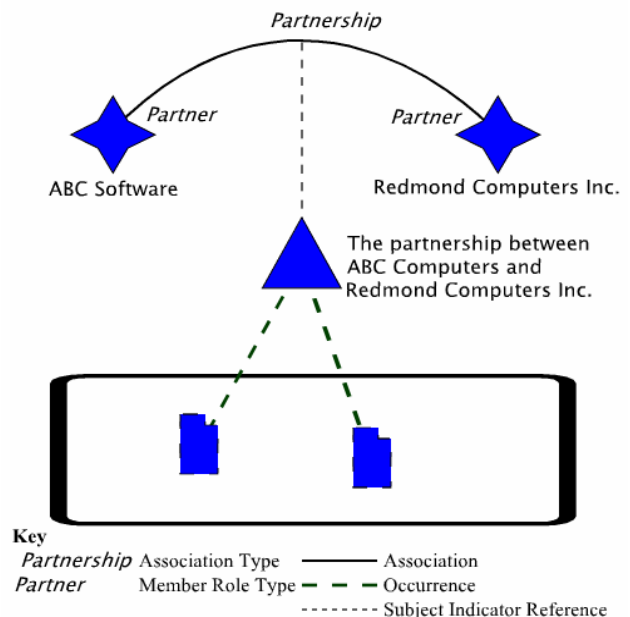 Partnership
Partner
Partner
ABC Software
Redmond Computers Inc.
The partnership between
ABC Computers and
Redmond Computers Inc.
Key
Partnership Association Type Association
Partner Member Role Type Occurrence
Subject Indicator Reference